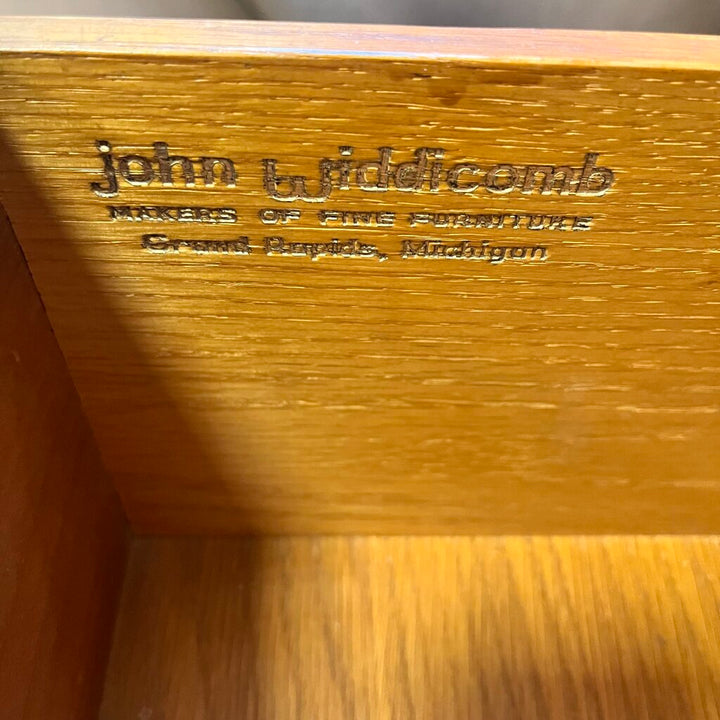 john widdicomb
MAKERS OF FINE FURNITURE
Grand Rapids, Michigan